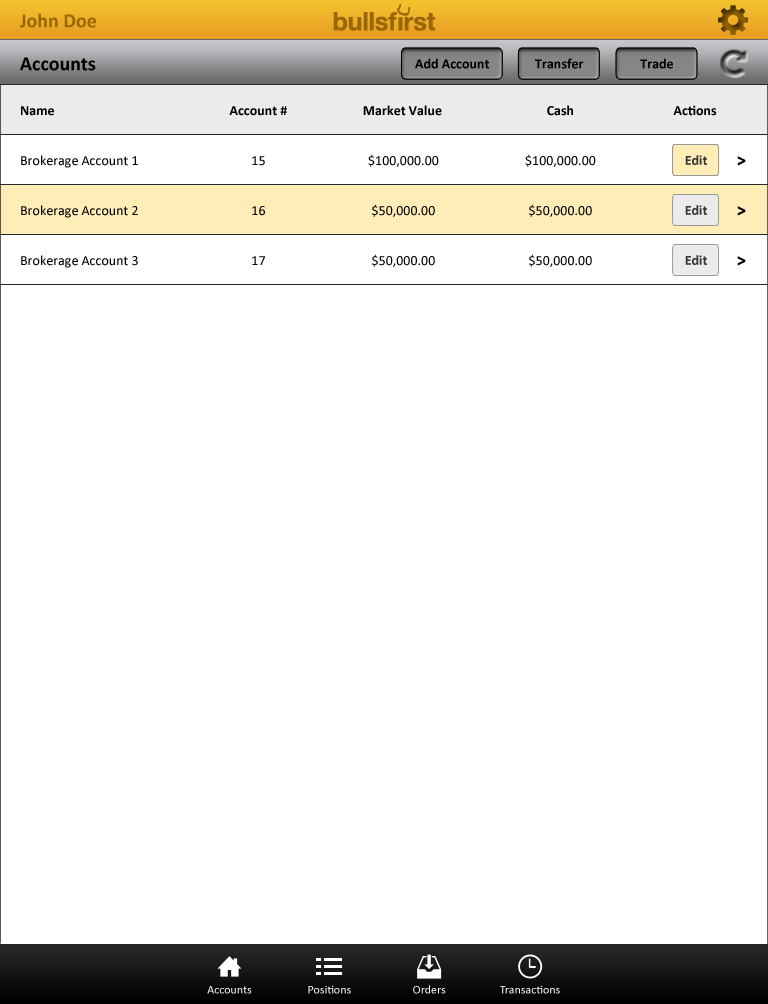 John Doe bullsfirst
Accounts Add Account Transfer Trade
Name Account # Market Value Cash Actions
Brokerage Account 1 15 $100,000.00 $100,000.00 Edit >
Brokerage Account 2 16 $50,000.00 $50,000.00 Edit >
Brokerage Account 3 17 $50,000.00 $50,000.00 Edit >
Accounts Positions Orders Transactions